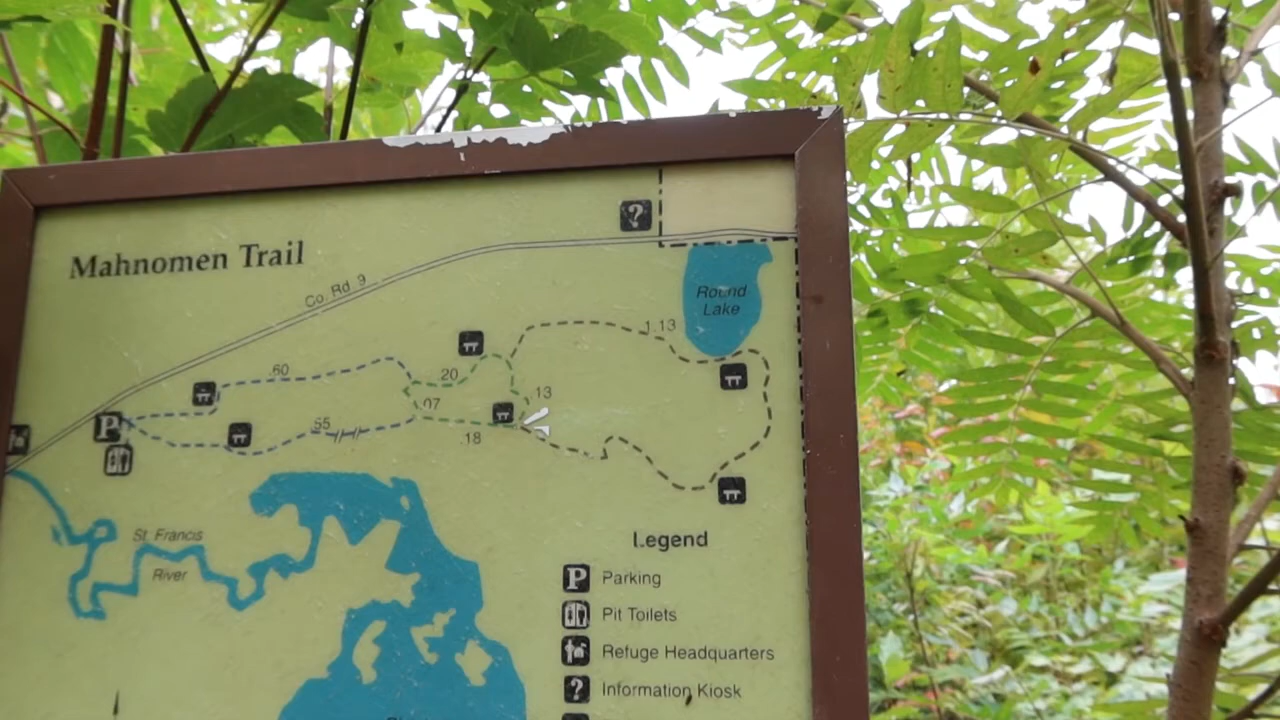 ?
Mahnomen Trail
Co. Rd. 9
Round
Lake
1.13
.60
.20
.13
.07
.55
.18
P
St. Francis
River
Legend
P Parking
Pit Toilets
Refuge Headquarters
? Information Kiosk